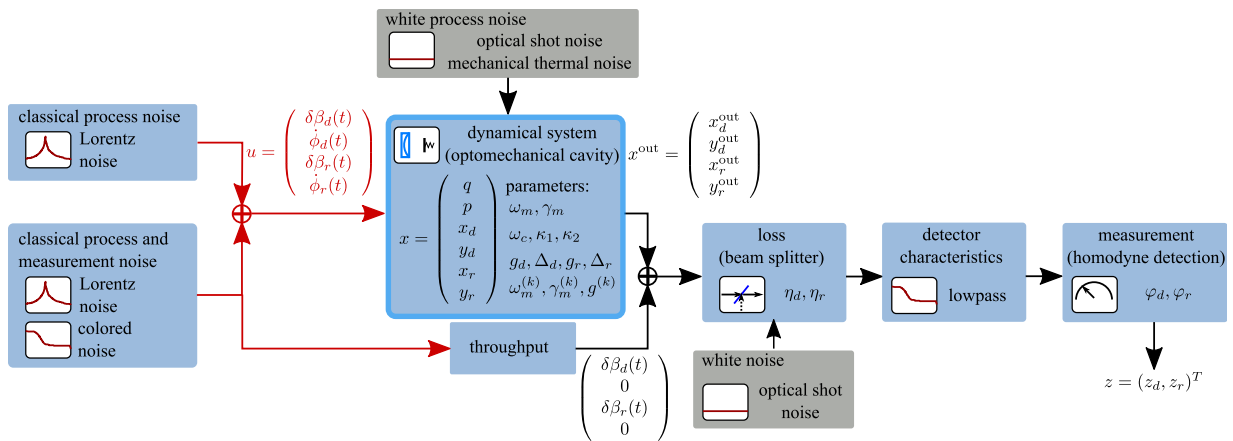 white process noise
optical shot noise
mechanical thermal noise
classical process noise
Lorentz
noise
classical process and
measurement noise
Lorentz
noise
colored
noise
u = ( δβ_d(t)
ϕ̇_d(t)
δβ_r(t)
ϕ̇_r(t) )
dynamical system
(optomechanical cavity)
x = ( q
p
x_d
y_d
x_r
y_r )
parameters:
ω_m, γ_m
ω_c, κ_1, κ_2
g_d, Δ_d, g_r, Δ_r
ω_m^(k), γ_m^(k), g^(k)
x^out = ( x_d^out
y_d^out
x_r^out
y_r^out )
throughput
( δβ_d(t)
0
δβ_r(t)
0 )
loss
(beam splitter)
η_d, η_r
white noise
optical shot
noise
detector
characteristics
lowpass
measurement
(homodyne detection)
φ_d, φ_r
z = (z_d, z_r)^T